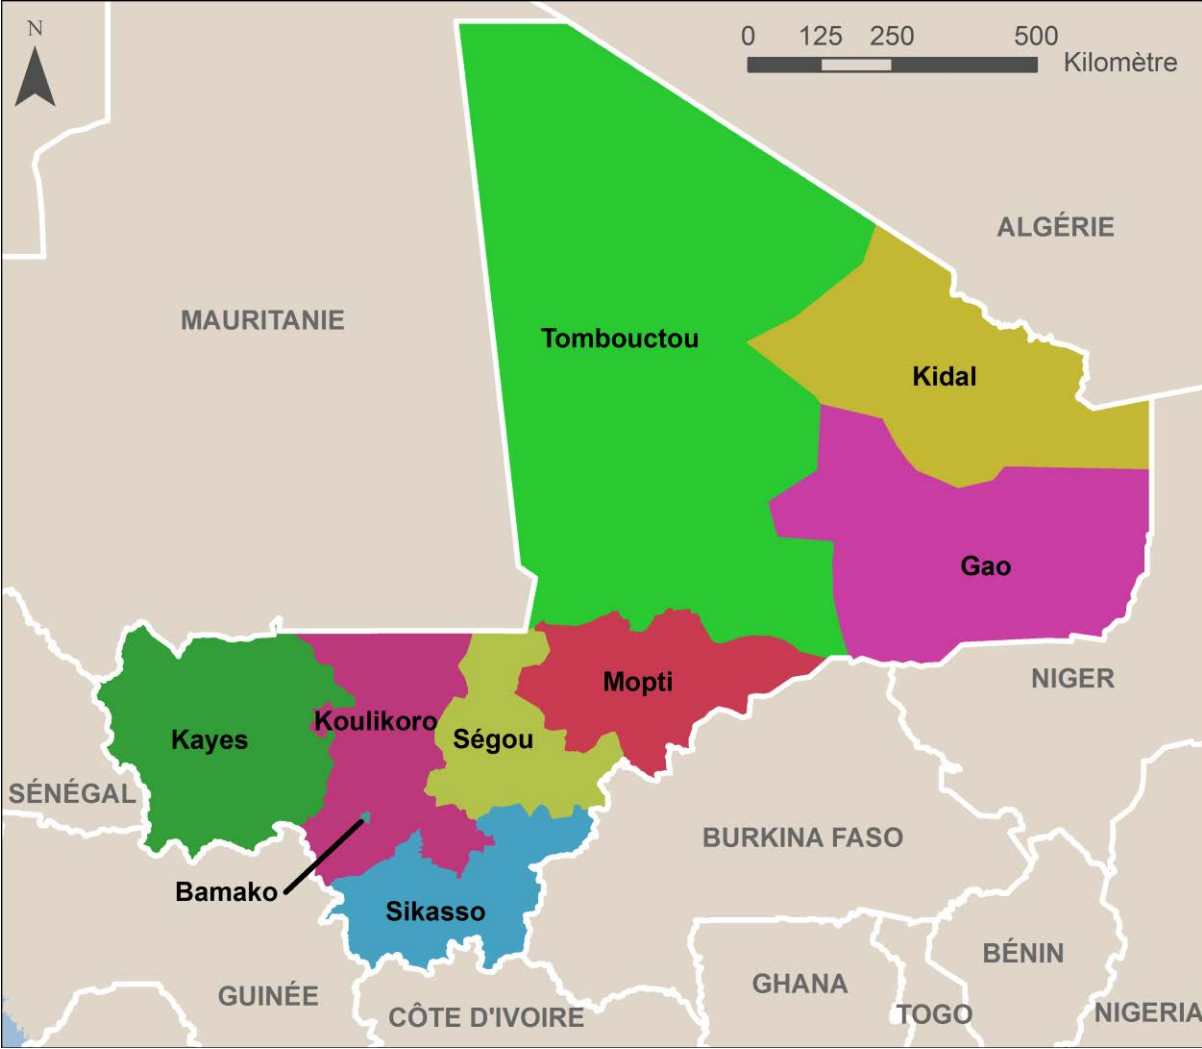 N
0 125 250 500
Kilomètre
ALGÉRIE
MAURITANIE
Tombouctou
Kidal
Gao
Mopti
NIGER
Koulikoro
Kayes
Ségou
SÉNÉGAL
BURKINA FASO
Bamako
Sikasso
BÉNIN
GHANA
GUINÉE
CÔTE D'IVOIRE
TOGO
NIGERIA